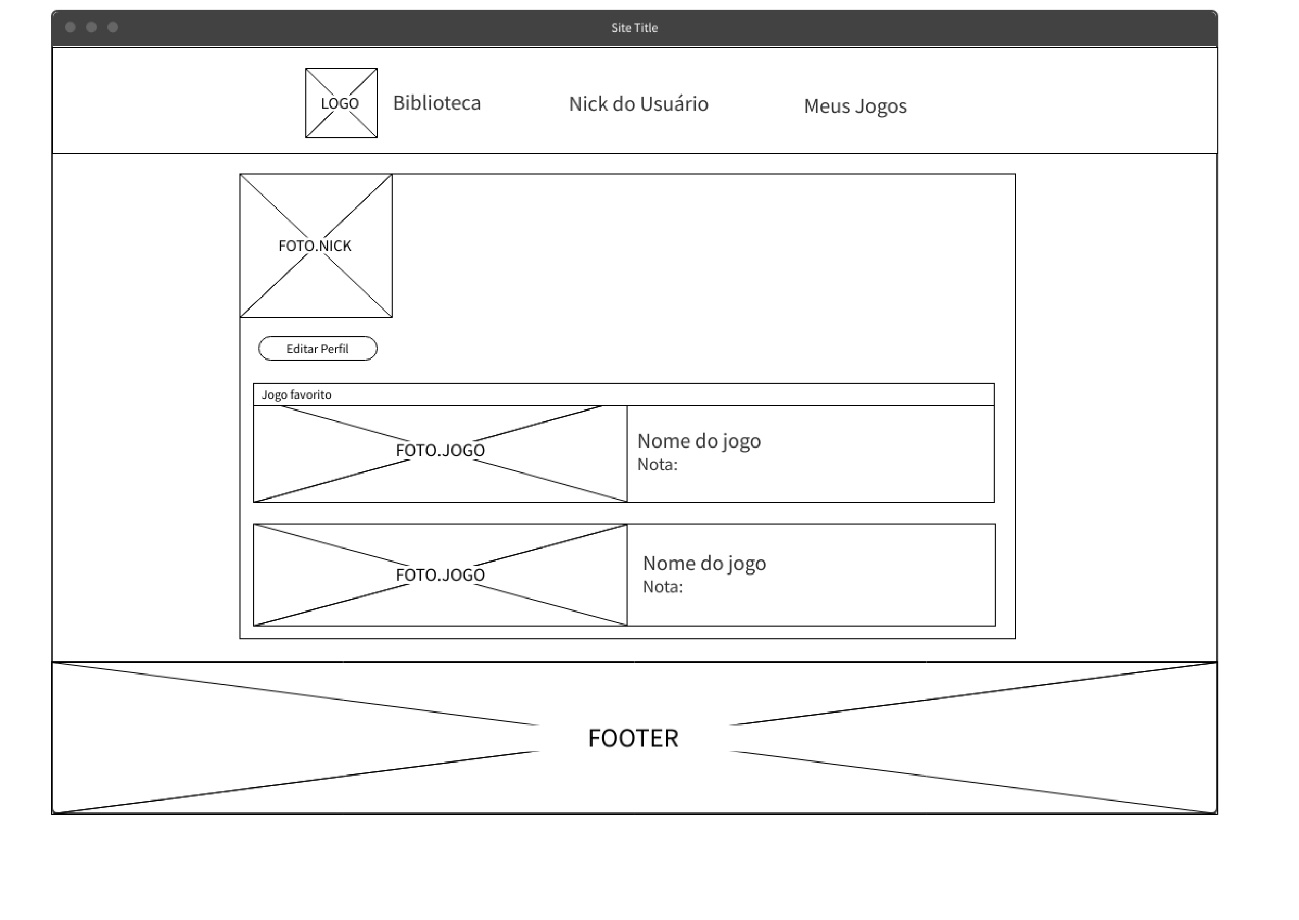 Site Title
LOGO
Biblioteca
Nick do Usuário
Meus Jogos
FOTO.NICK
Editar Perfil
Jogo favorito
FOTO.JOGO
Nome do jogo
Nota:
FOTO.JOGO
Nome do jogo
Nota:
FOOTER